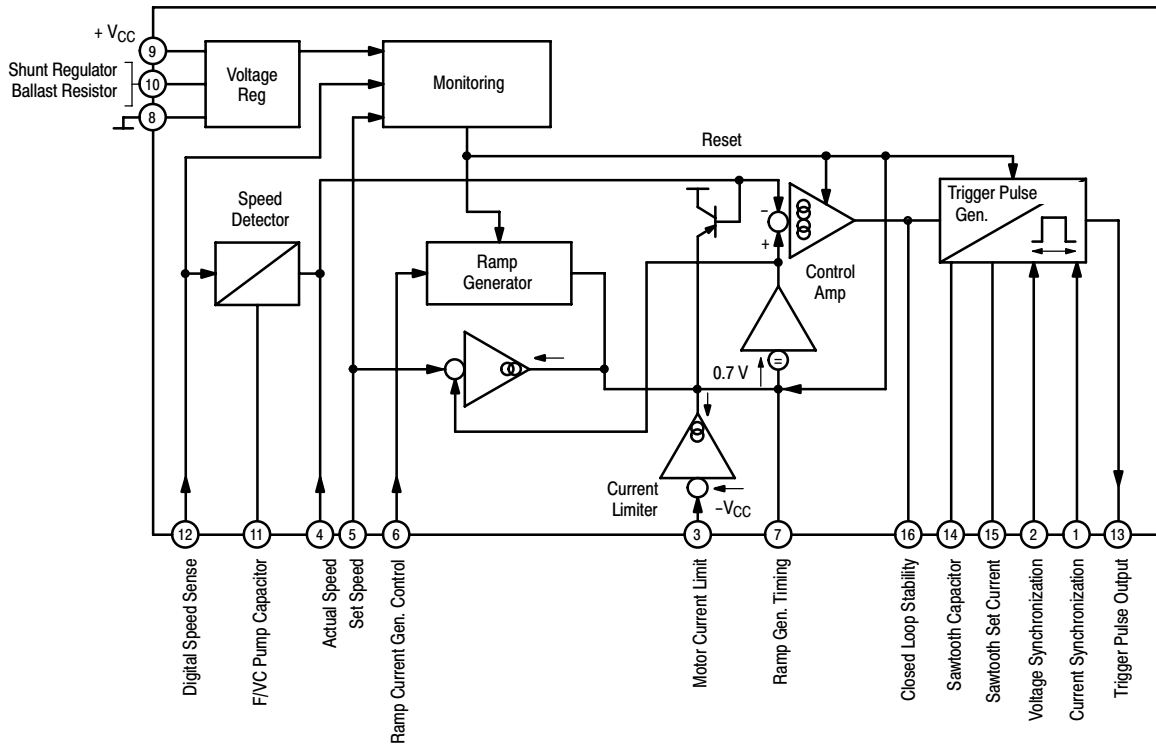 + VCC
9
Shunt Regulator
Ballast Resistor
10
8
Voltage
Reg
Monitoring
Reset
Speed
Detector
Ramp
Generator
–
+
Control
Amp
Trigger Pulse
Gen.
=
0.7 V
Current
Limiter
–VCC
12
11
4
5
6
3
7
16
14
15
2
1
13
Digital Speed Sense
F/VC Pump Capacitor
Actual Speed
Set Speed
Ramp Current Gen. Control
Motor Current Limit
Ramp Gen. Timing
Closed Loop Stability
Sawtooth Capacitor
Sawtooth Set Current
Voltage Synchronization
Current Synchronization
Trigger Pulse Output